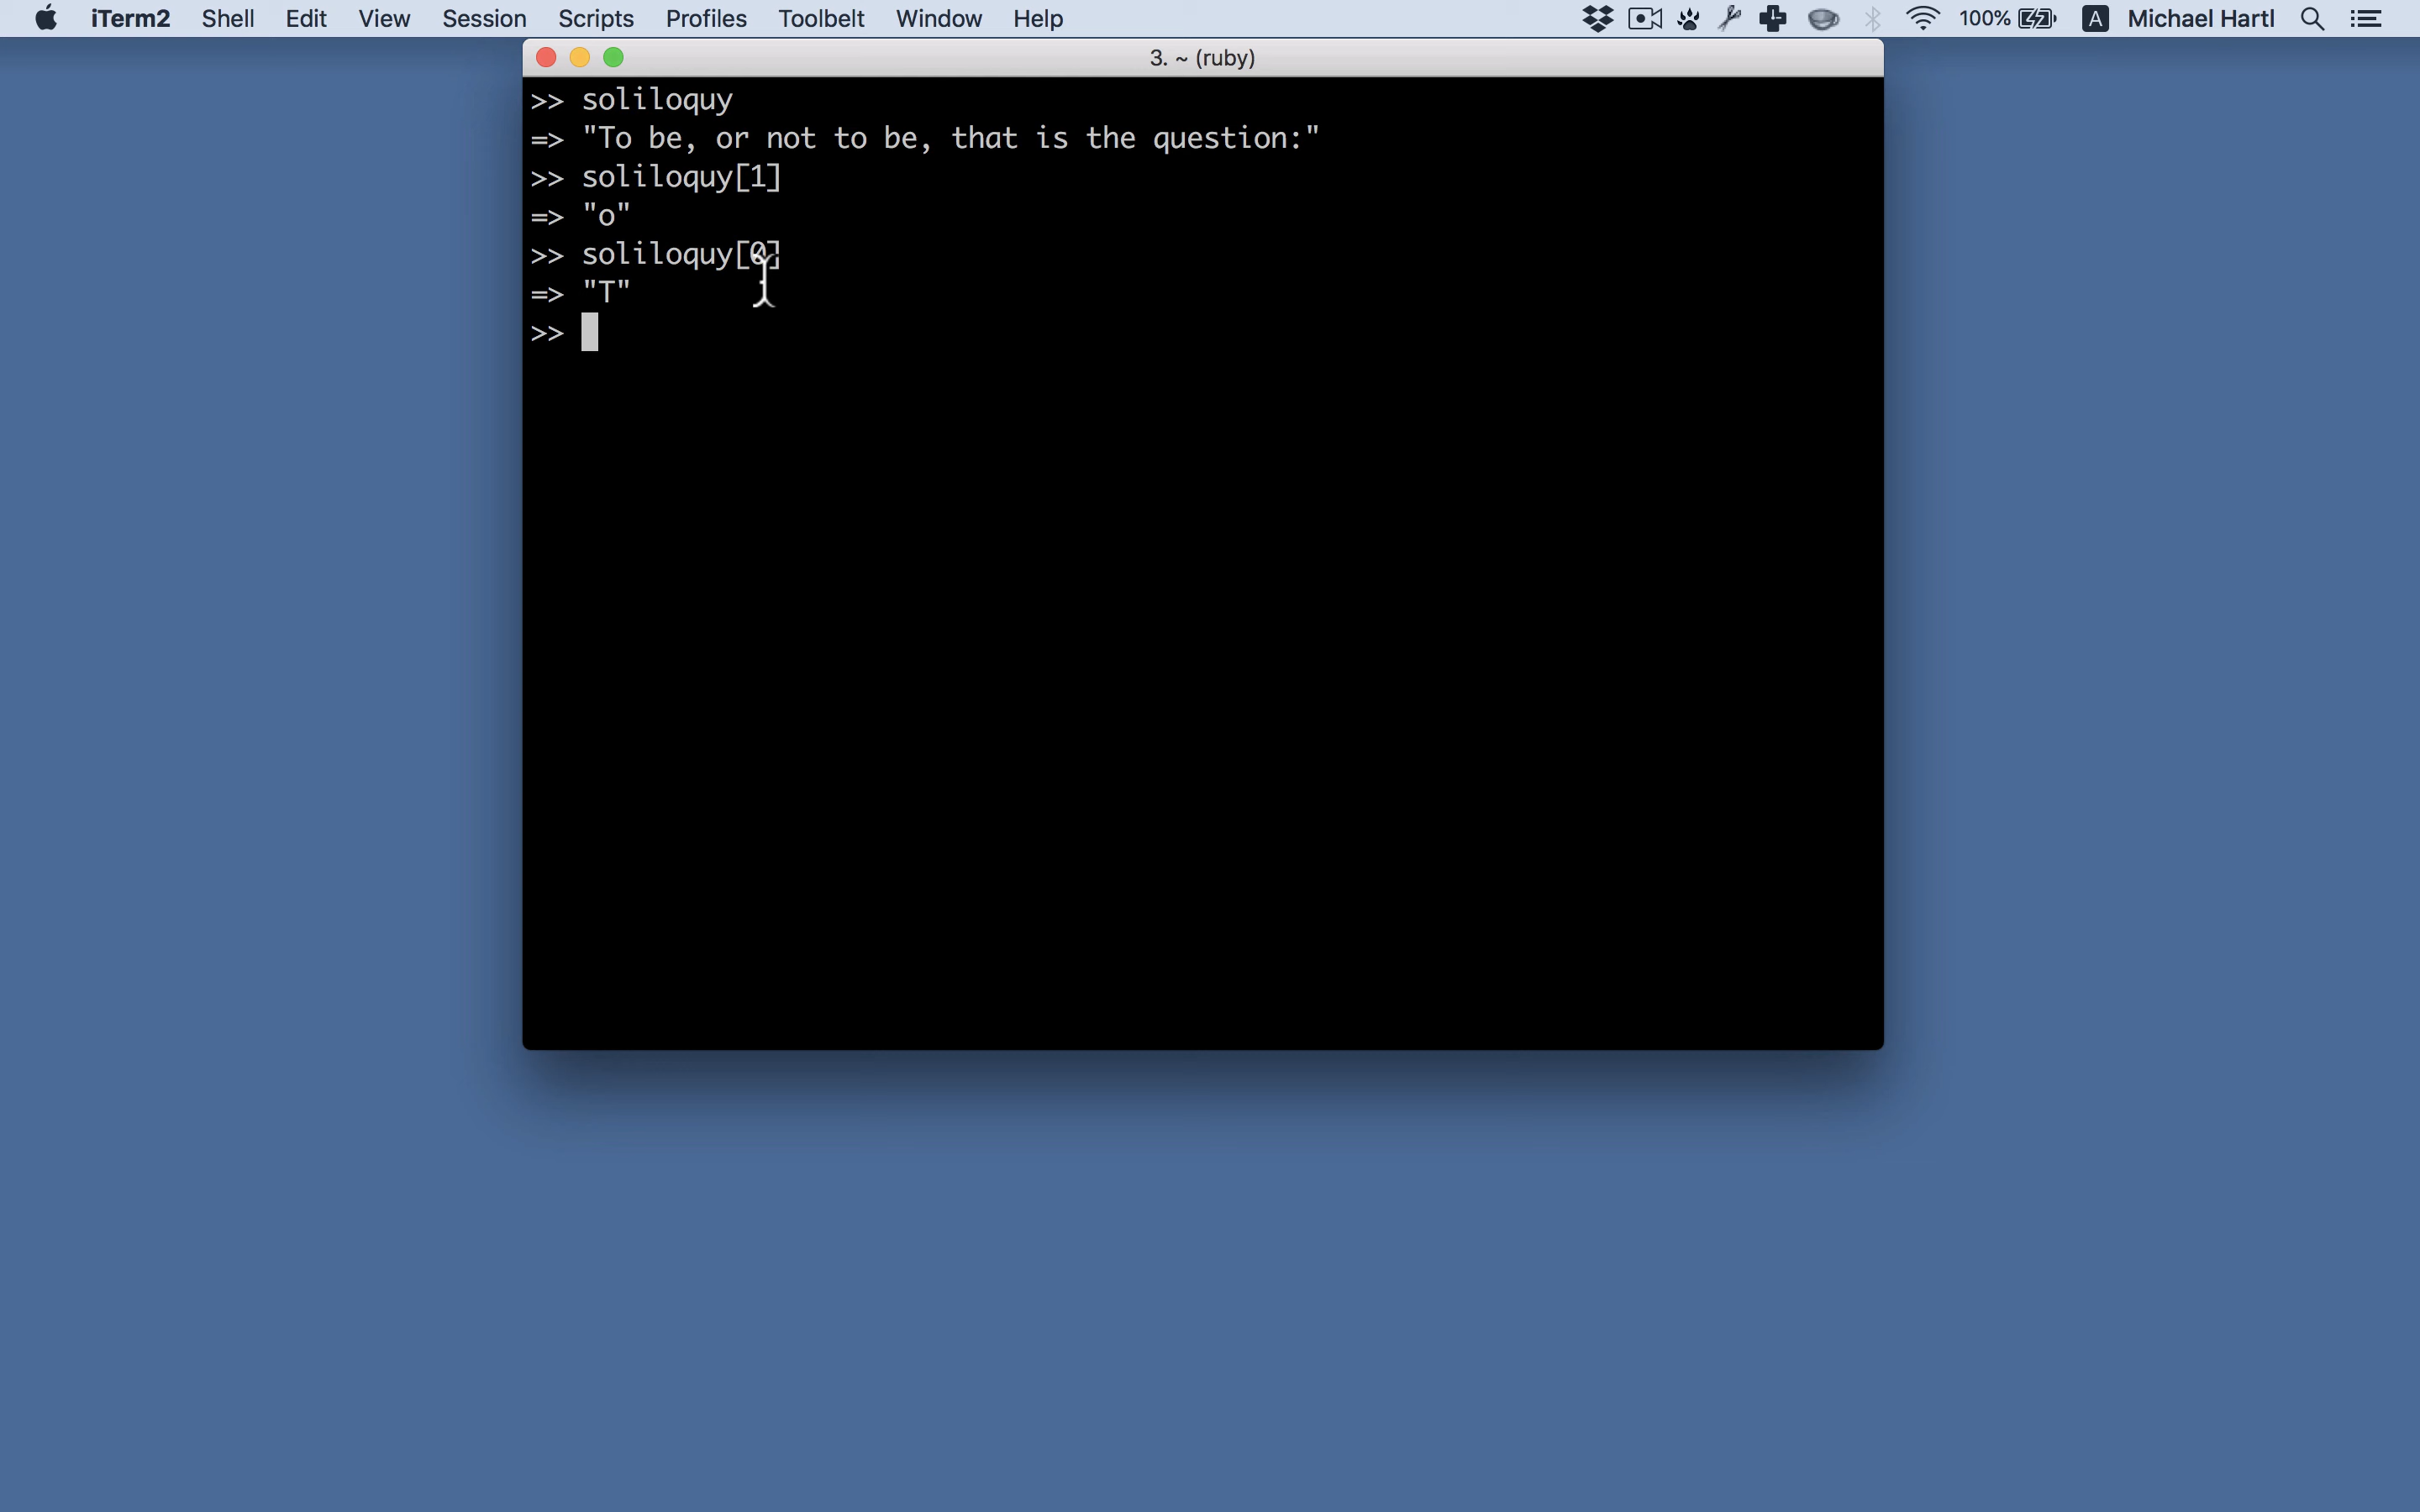 iTerm2 Shell Edit View Session Scripts Profiles Toolbelt Window Help 100% A Michael Hartl
3. ~ (ruby)
>> soliloquy
=> "To be, or not to be, that is the question:"
>> soliloquy[1]
=> "o"
>> soliloquy[0]
=> "T"
>>